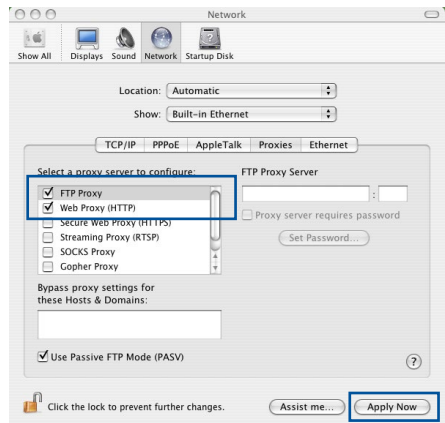 Network
Show All Displays Sound Network Startup Disk
Location: Automatic
Show: Built-in Ethernet
TCP/IP PPPoE AppleTalk Proxies Ethernet
Select a proxy server to configure: FTP Proxy Server
FTP Proxy :
Web Proxy (HTTP) Proxy server requires password
Secure Web Proxy (HTTPS)
Streaming Proxy (RTSP) Set Password...
SOCKS Proxy
Gopher Proxy
Bypass proxy settings for
these Hosts & Domains:
Use Passive FTP Mode (PASV) ?
Click the lock to prevent further changes. Assist me... Apply Now